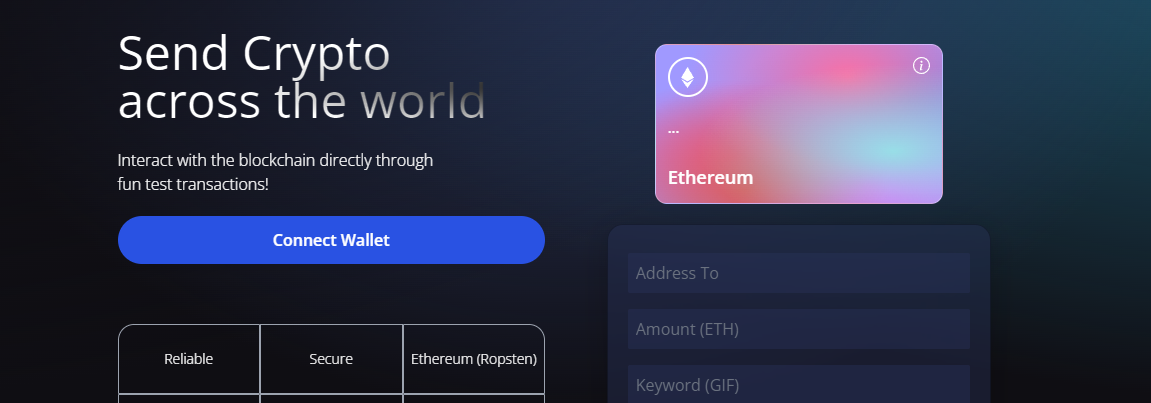 Send Crypto
across the world
Interact with the blockchain directly through
fun test transactions!
Connect Wallet
Reliable
Secure
Ethereum (Ropsten)
i
...
Ethereum
Address To
Amount (ETH)
Keyword (GIF)